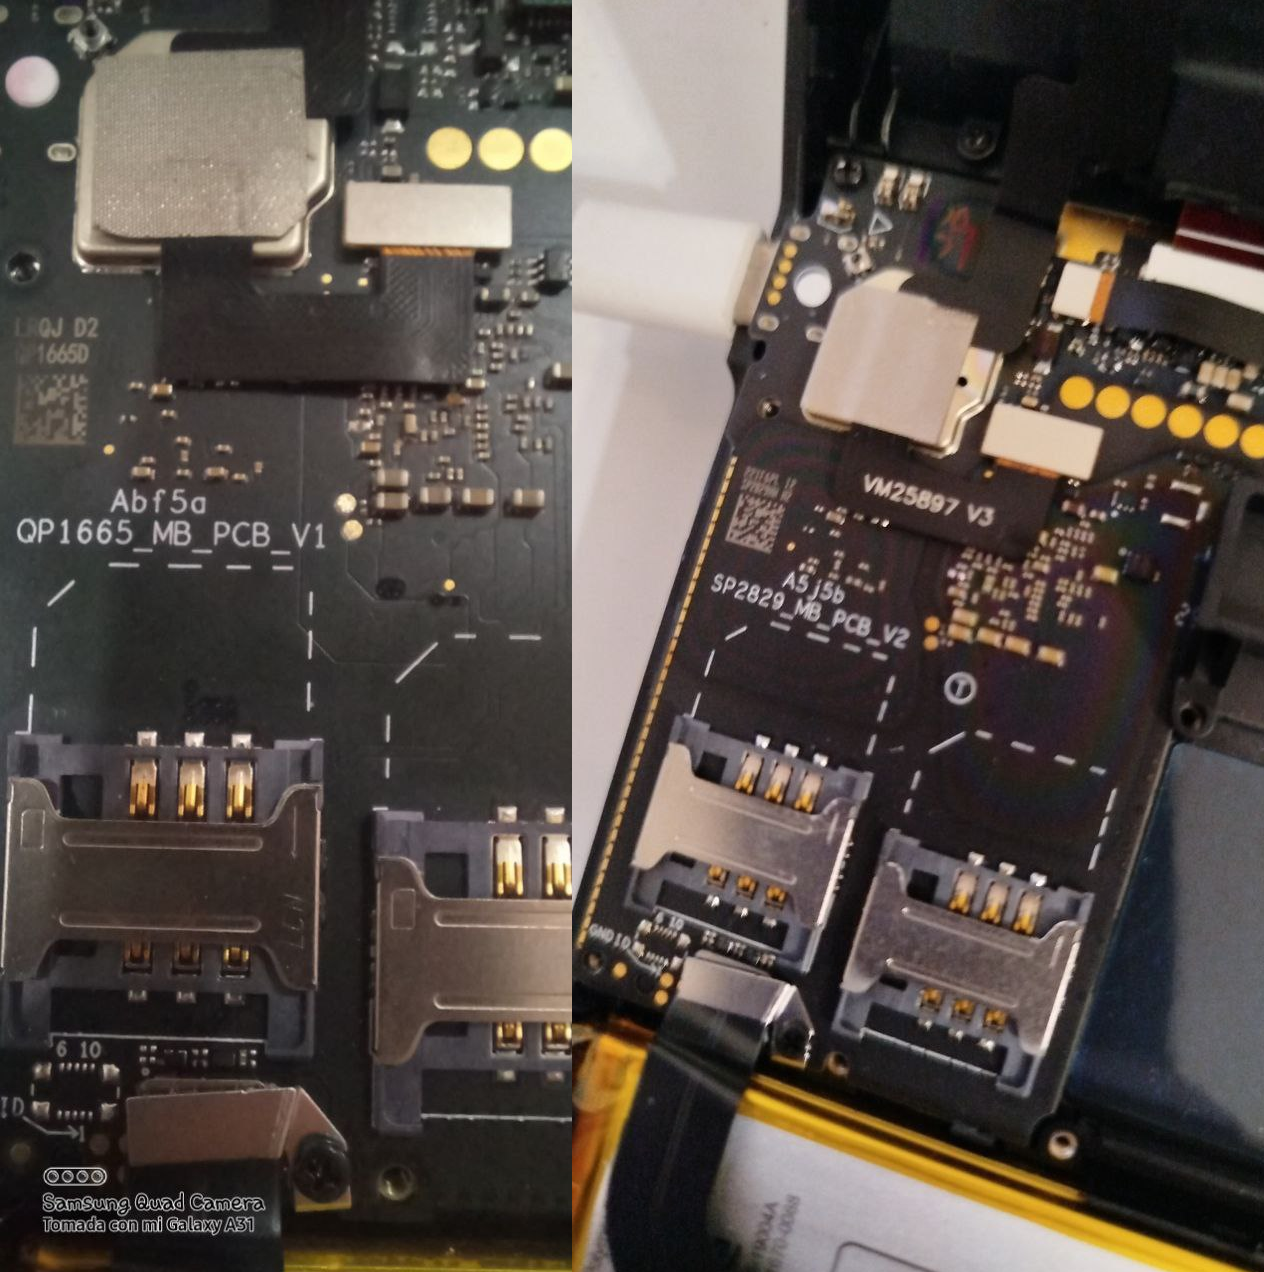 LRQJ D2
QP1665D
Abf5a
QP1665_MB_PCB_V1
6 10
ID
1
Samsung Quad Camera
Tomada con mi Galaxy A31
VM25897 V3
A5j5b
SP2829_MB_PCB_V2
T
6 10
GND ID